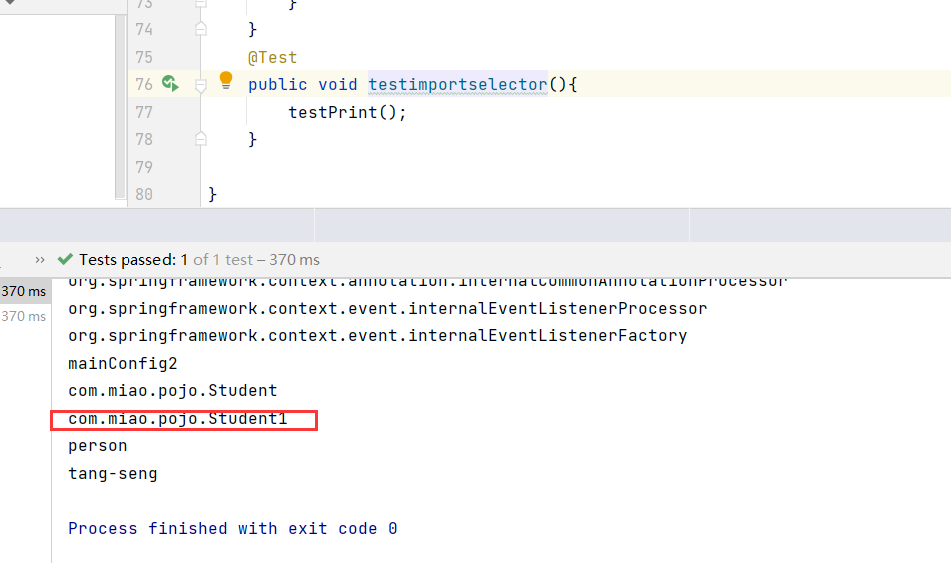 73 }
74 }
75 @Test
76 public void testimportselector(){
77 testPrint();
78 }
79
80 }
›› Tests passed: 1 of 1 test – 370 ms
370 ms org.springframework.context.annotation.internalCommonAnnotationProcessor
org.springframework.context.event.internalEventListenerProcessor
370 ms
org.springframework.context.event.internalEventListenerFactory
mainConfig2
com.miao.pojo.Student
com.miao.pojo.Student1
person
tang-seng
Process finished with exit code 0